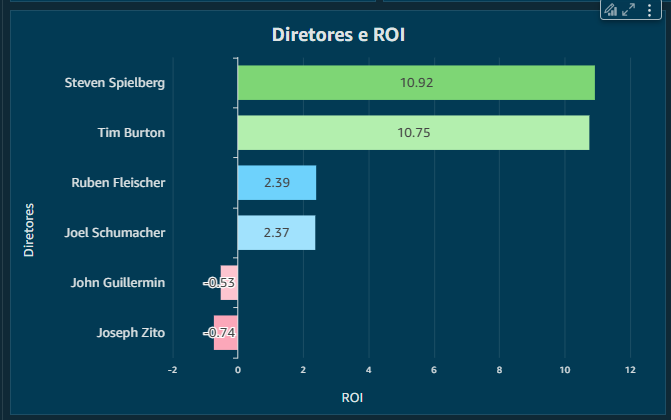 Diretores e ROI
Steven Spielberg
10.92
Tim Burton
10.75
Ruben Fleischer
2.39
Joel Schumacher
2.37
John Guillermin
-0.53
Joseph Zito
-0.74
Diretores
-2 0 2 4 6 8 10 12
ROI